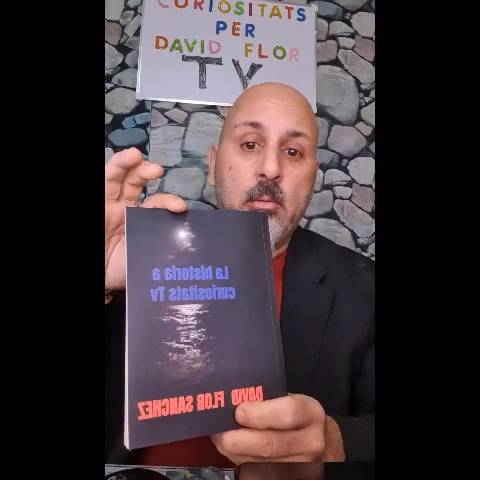 CURIOSITATS
PER
DAVID FLOR
TV
La historia a
curiositats Tv
DAVID FLOR SANCHEZ